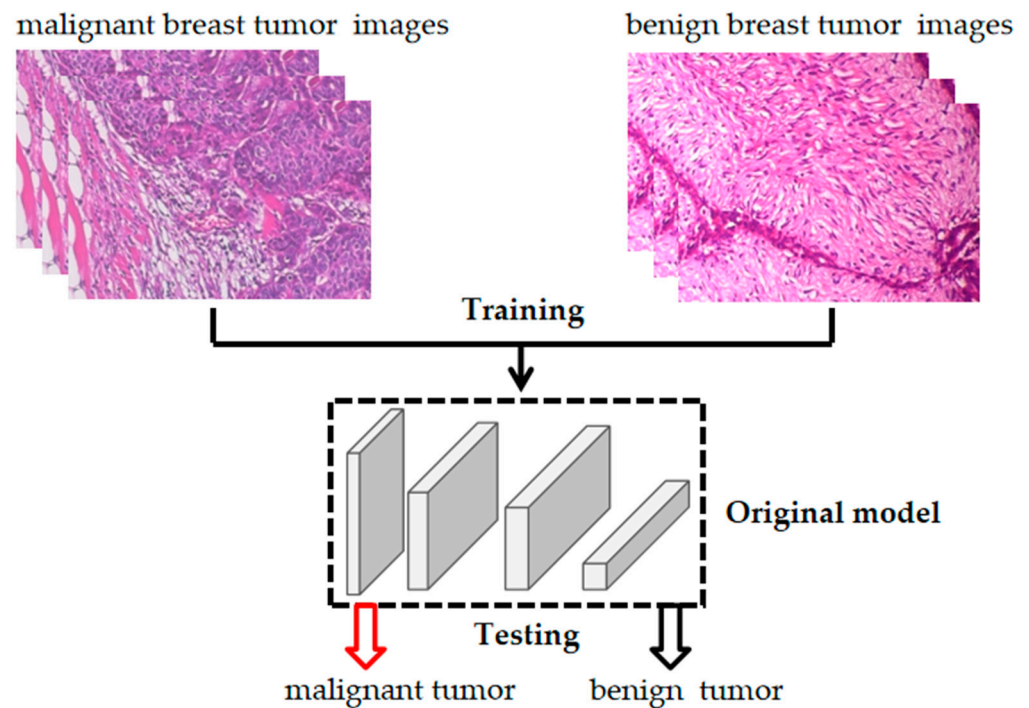 malignant breast tumor images
benign breast tumor images
Training
Original model
Testing
malignant tumor
benign tumor